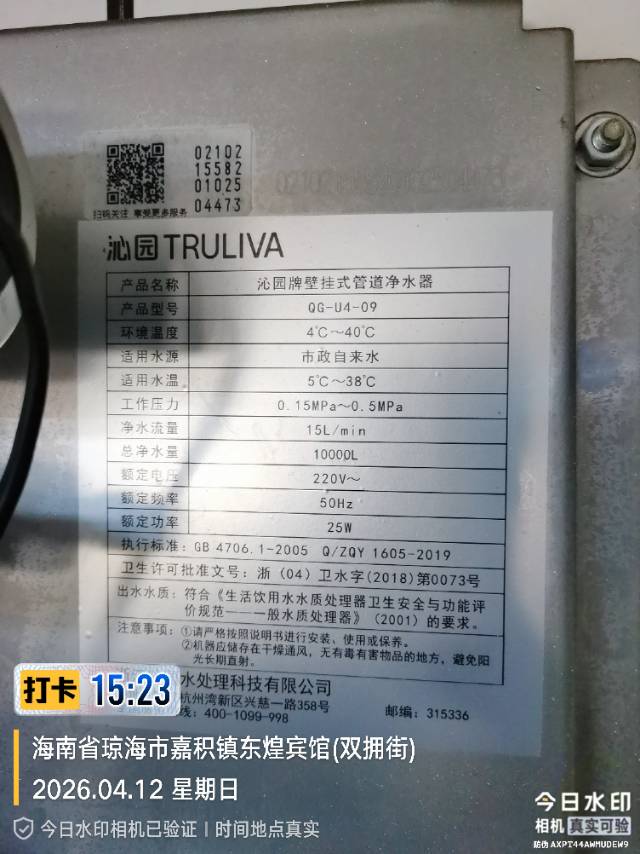 02102
15582
01025
04473
扫码关注 享受更多服务
沁园 TRULIVA
产品名称 沁园牌壁挂式管道净水器
产品型号 QG-U4-09
环境温度 4℃～40℃
适用水源 市政自来水
适用水温 5℃～38℃
工作压力 0.15MPa～0.5MPa
净水流量 15L/min
总净水量 10000L
额定电压 220V～
额定频率 50Hz
额定功率 25W
执行标准：GB 4706.1-2005 Q/ZQY 1605-2019
卫生许可批准文号：浙（04）卫水字(2018)第0073号
出水水质：符合《生活饮用水水质处理器卫生安全与功能评
价规范——一般水质处理器》（2001）的要求。
注意事项：①请严格按照说明书进行安装、使用或保养。
②机器应储存在干燥通风，无有毒有害物品的地方，避免阳
光长期直射。
水处理科技有限公司
杭州湾新区兴慈一路358号
线：400-1099-998 邮编：315336
打卡 15:23
海南省琼海市嘉积镇东煌宾馆(双拥街)
2026.04.12 星期日
今日水印相机已验证 | 时间地点真实
今日水印
相机 真实可验
防伪 AXPT44AWMUDEW9